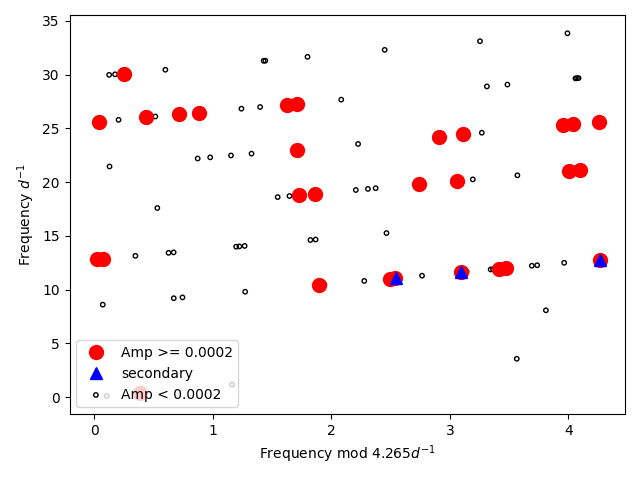 35
30
25
20
15
10
5
0
Frequency d⁻¹
Amp >= 0.0002
secondary
Amp < 0.0002
0 1 2 3 4
Frequency mod 4.265d⁻¹